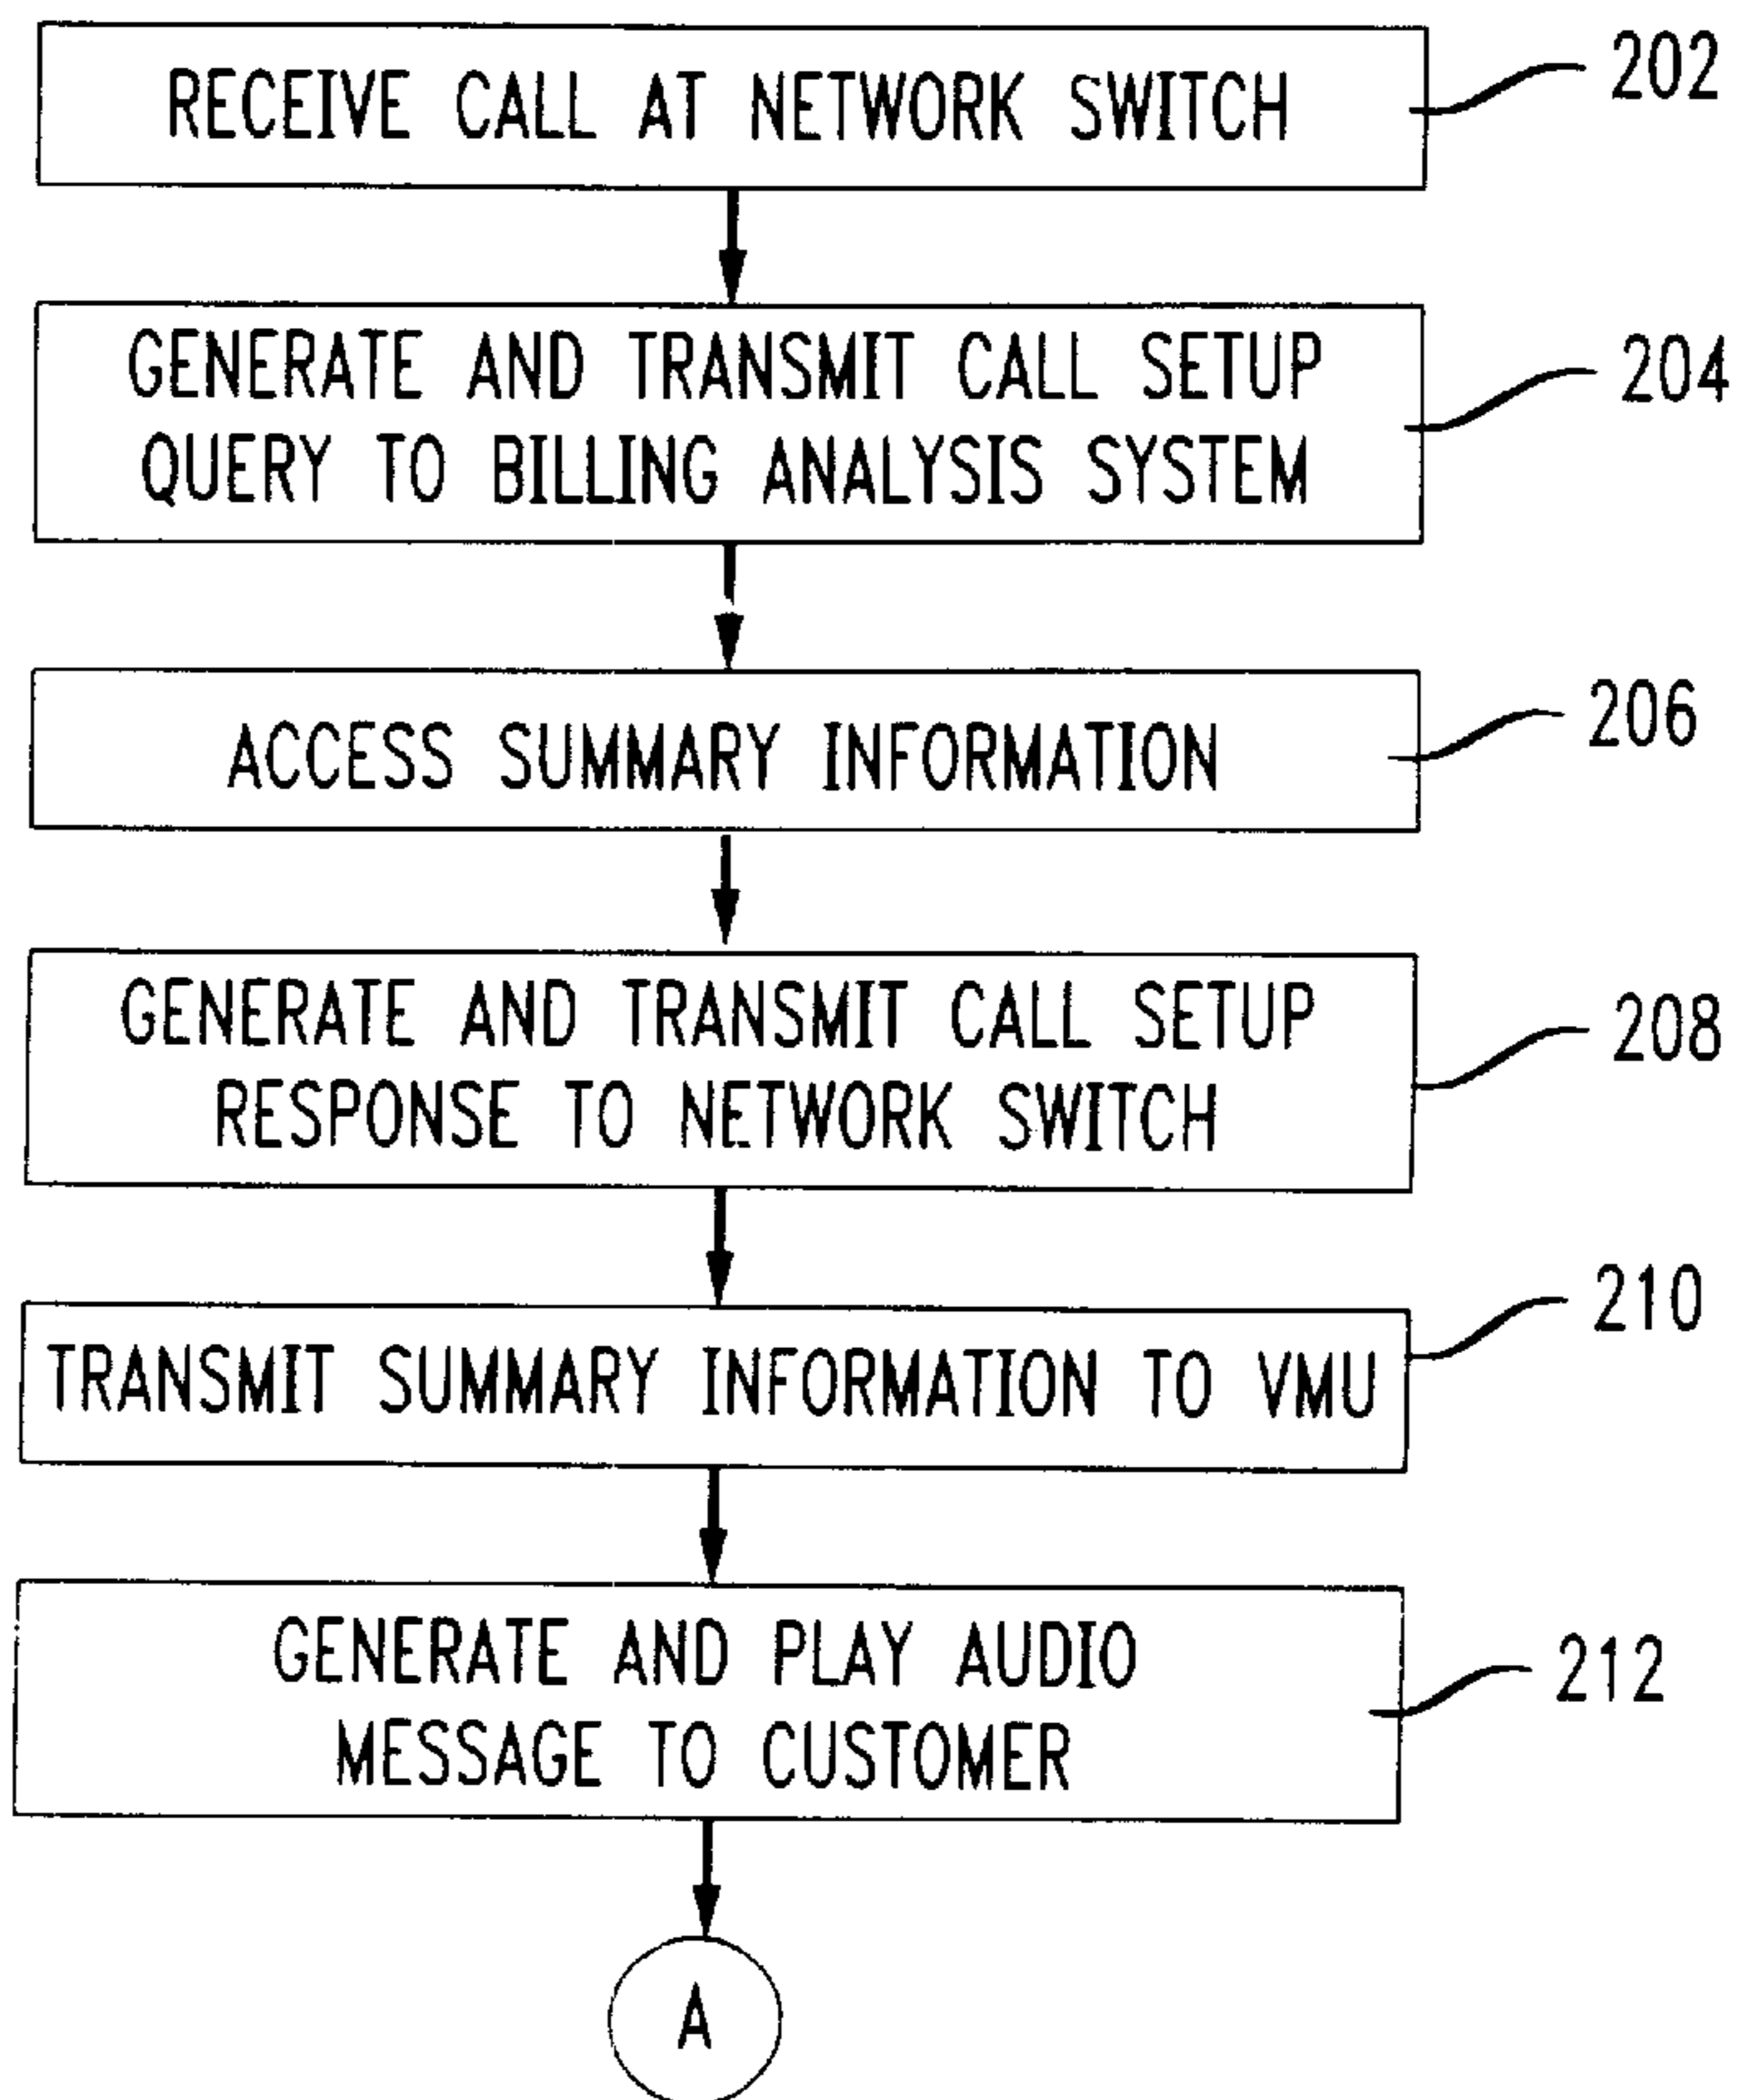 RECEIVE CALL AT NETWORK SWITCH
202
GENERATE AND TRANSMIT CALL SETUP
QUERY TO BILLING ANALYSIS SYSTEM
204
ACCESS SUMMARY INFORMATION
206
GENERATE AND TRANSMIT CALL SETUP
RESPONSE TO NETWORK SWITCH
208
TRANSMIT SUMMARY INFORMATION TO VMU
210
GENERATE AND PLAY AUDIO
MESSAGE TO CUSTOMER
212
A